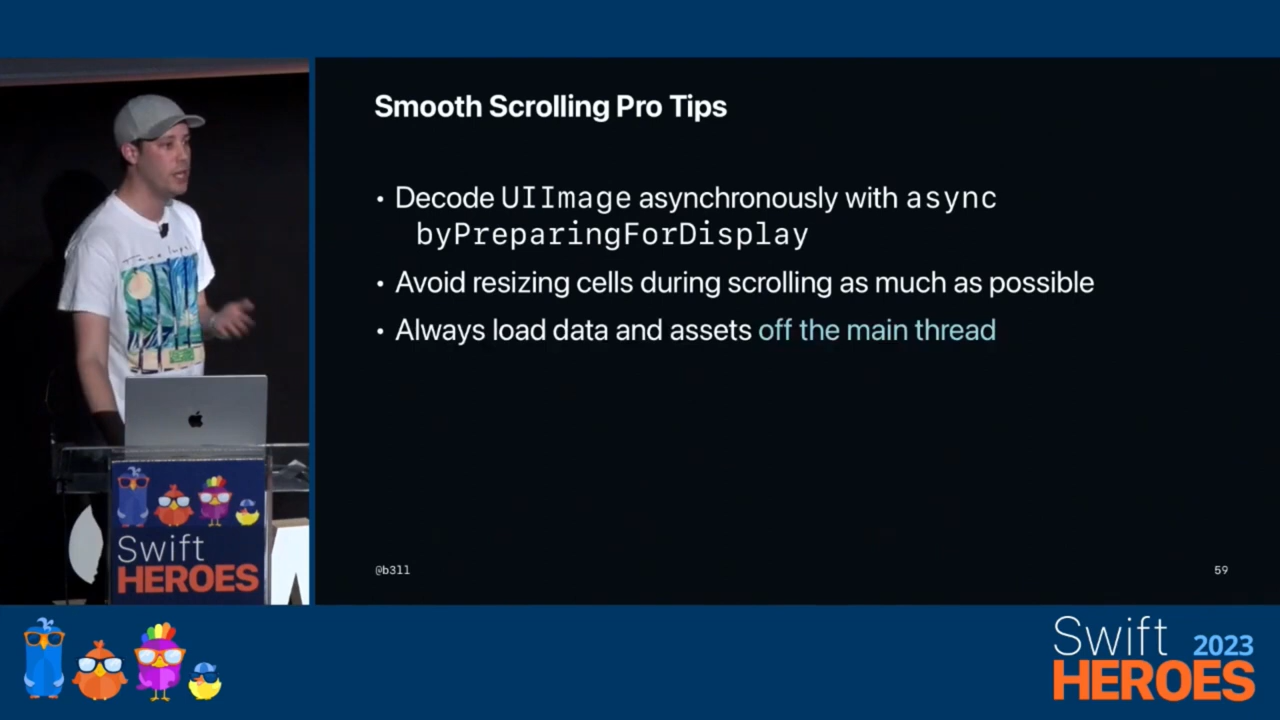 Smooth Scrolling Pro Tips
• Decode UIImage asynchronously with async
byPreparingForDisplay
• Avoid resizing cells during scrolling as much as possible
• Always load data and assets off the main thread
@b3ll
59
Swift
HEROES
Swift 2023
HEROES